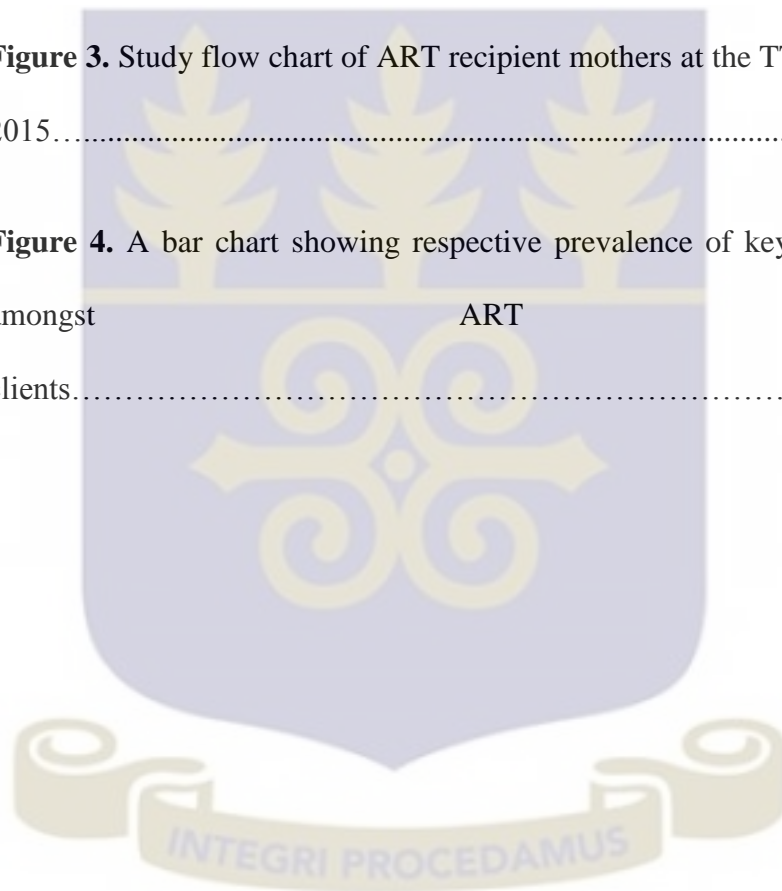 Figure 3. Study flow chart of ART recipient mothers at the
2015…..........................................................................................
Figure 4. A bar chart showing respective prevalence of key
amongst ART
clients……………………………………………………………………
INTEGRI PROCEDAMUS